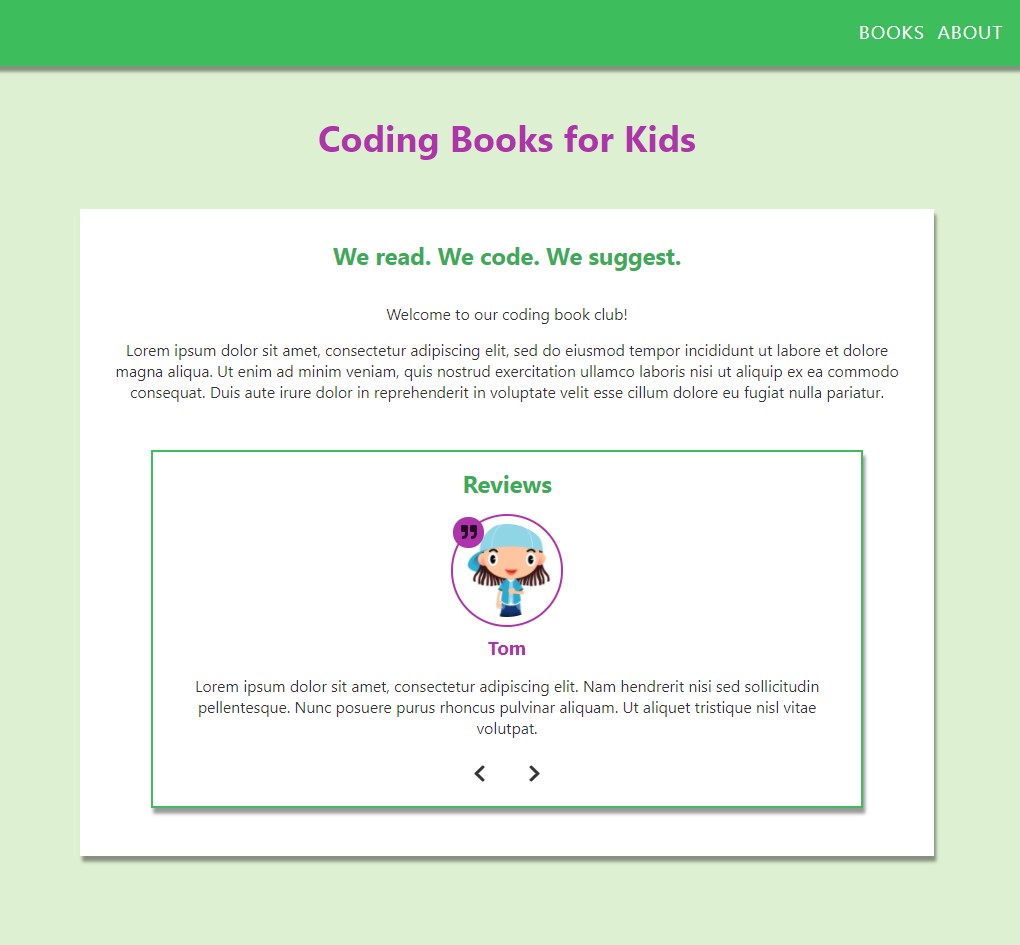 BOOKS ABOUT
Coding Books for Kids
We read. We code. We suggest.
Welcome to our coding book club!
Lorem ipsum dolor sit amet, consectetur adipiscing elit, sed do eiusmod tempor incididunt ut labore et dolore
magna aliqua. Ut enim ad minim veniam, quis nostrud exercitation ullamco laboris nisi ut aliquip ex ea commodo
consequat. Duis aute irure dolor in reprehenderit in voluptate velit esse cillum dolore eu fugiat nulla pariatur.
Reviews
Tom
Lorem ipsum dolor sit amet, consectetur adipiscing elit. Nam hendrerit nisi sed sollicitudin
pellentesque. Nunc posuere purus rhoncus pulvinar aliquam. Ut aliquet tristique nisl vitae
volutpat.